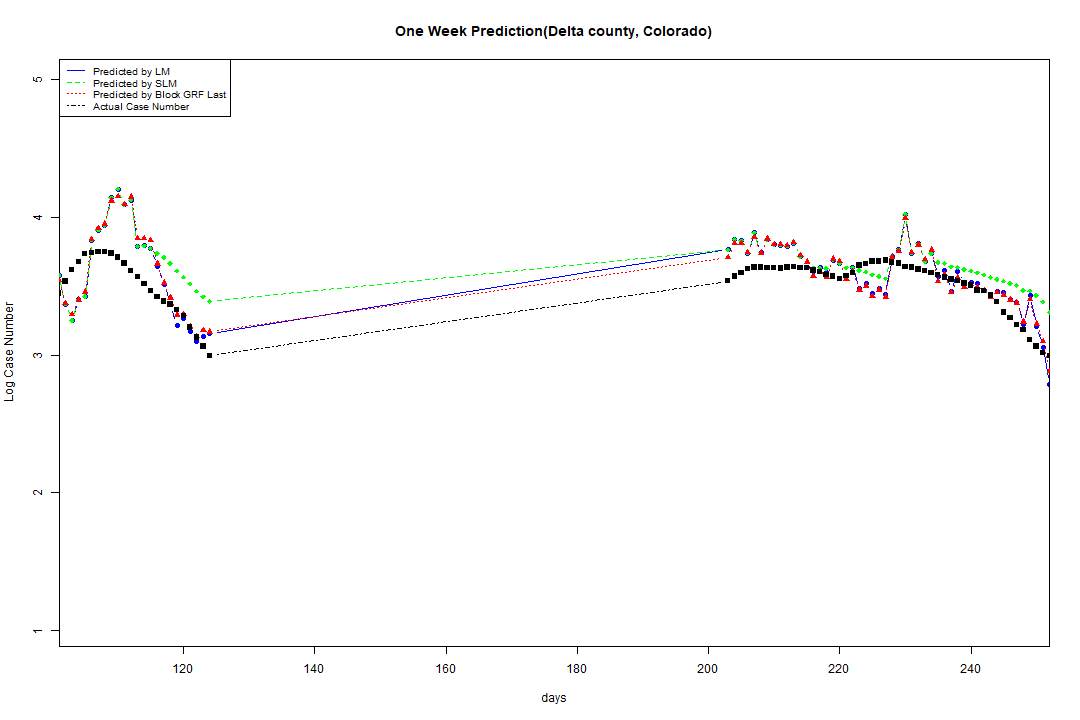 One Week Prediction(Delta county, Colorado)
Predicted by LM
Predicted by SLM
Predicted by Block GRF Last
Actual Case Number
5
4
3
2
1
Log Case Number
120 140 160 180 200 220 240
days